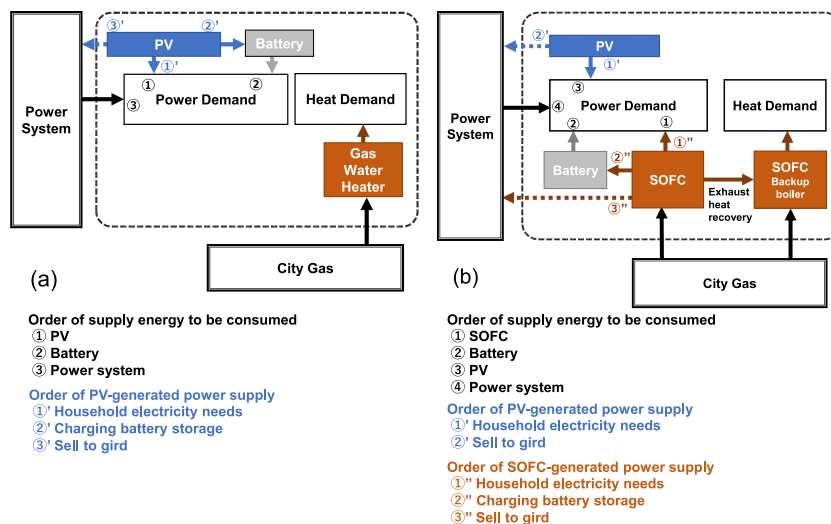 ③’
②’
PV
Battery
①’
①
②
Power Demand
③
Heat Demand
Power
System
Gas
Water
Heater
City Gas
(a)
Order of supply energy to be consumed
① PV
② Battery
③ Power system
Order of PV-generated power supply
①’ Household electricity needs
②’ Charging battery storage
③’ Sell to gird
②’
PV
①’
③
Power Demand
④
②
①
Heat Demand
Power
System
①”
②”
Battery
SOFC
③”
Exhaust
heat
recovery
SOFC
Backup
boiler
City Gas
(b)
Order of supply energy to be consumed
① SOFC
② Battery
③ PV
④ Power system
Order of PV-generated power supply
①’ Household electricity needs
②’ Sell to gird
Order of SOFC-generated power supply
①” Household electricity needs
②” Charging battery storage
③” Sell to gird